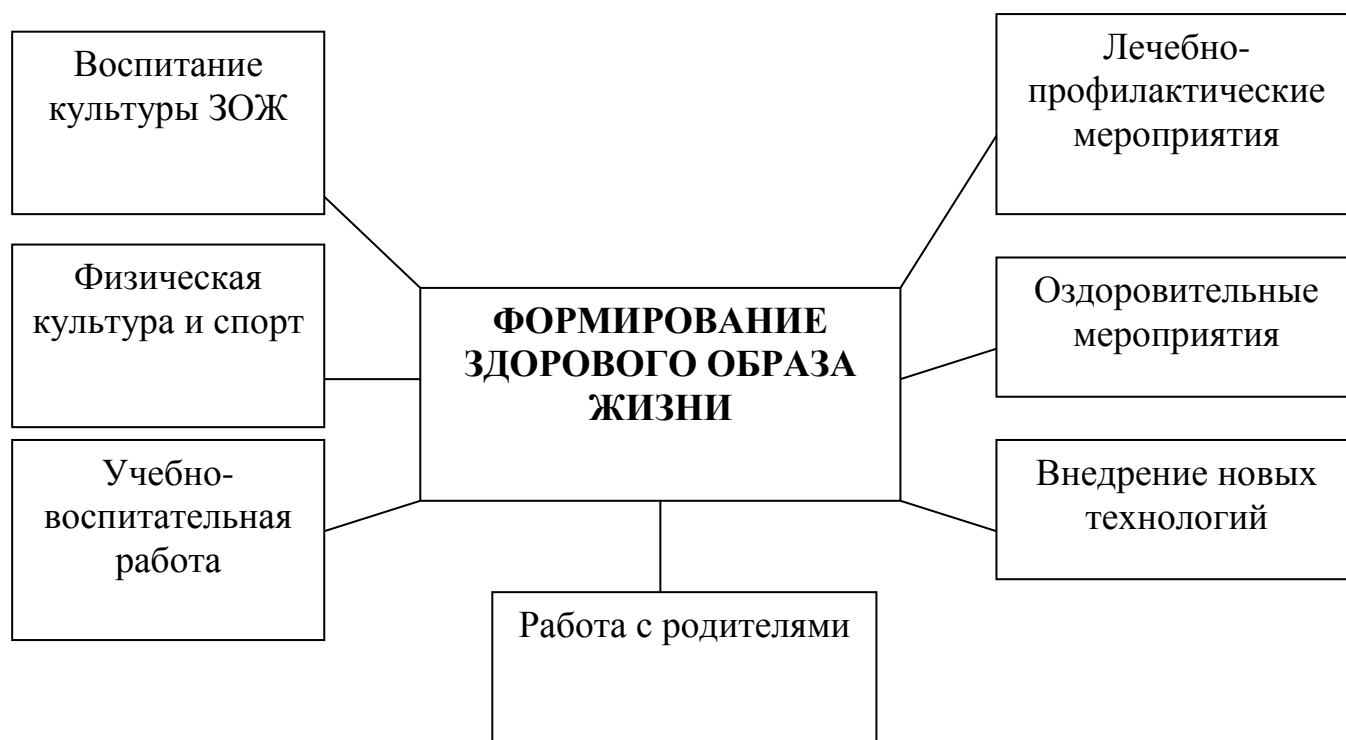 Воспитание
культуры ЗОЖ
Физическая
культура и спорт
Учебно-
воспитательная
работа
ФОРМИРОВАНИЕ
ЗДОРОВОГО ОБРАЗА
ЖИЗНИ
Работа с родителями
Лечебно-
профилактические
мероприятия
Оздоровительные
мероприятия
Внедрение новых
технологий